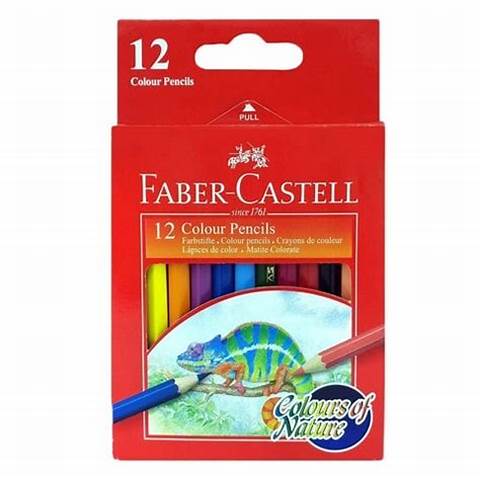 12
Colour Pencils
PULL
FABER-CASTELL
since 1761
12 Colour Pencils
Farbstifte - Colour pencils - Crayons de couleur
Lápices de color - Matite Colorate
Colours of
Nature